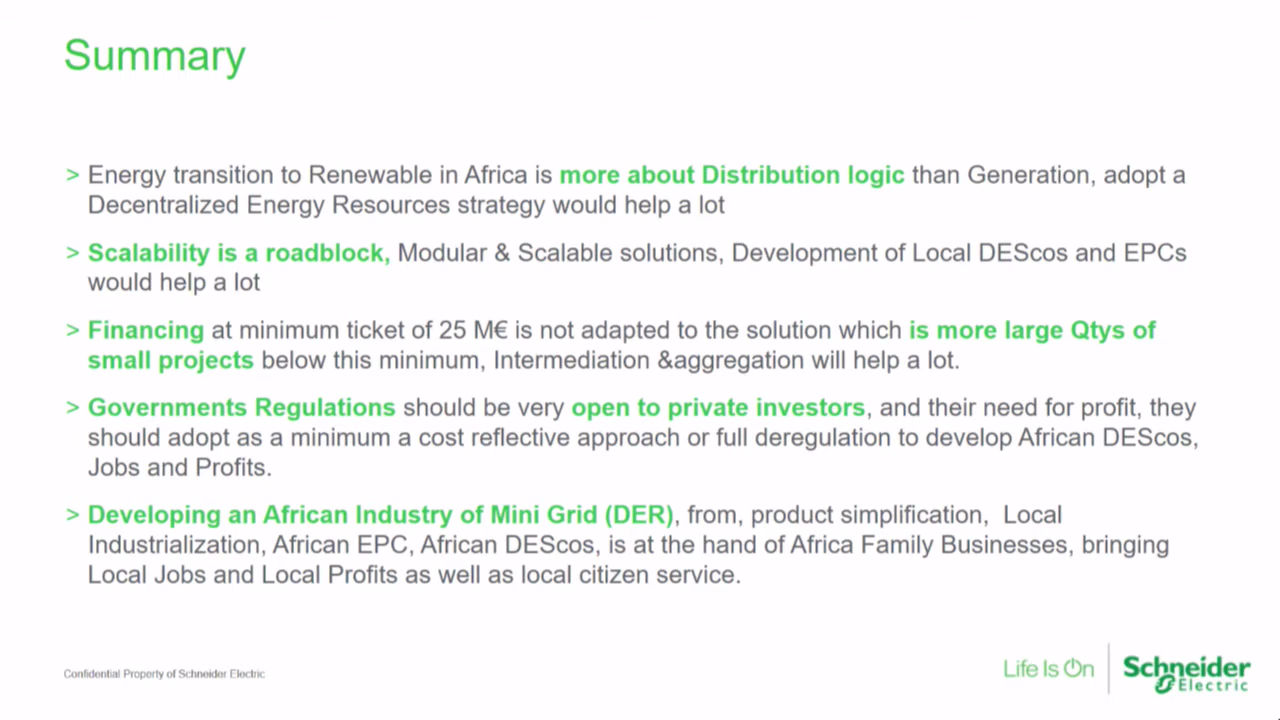 Summary
> Energy transition to Renewable in Africa is more about Distribution logic than Generation, adopt a
Decentralized Energy Resources strategy would help a lot
> Scalability is a roadblock, Modular & Scalable solutions, Development of Local DEScos and EPCs
would help a lot
> Financing at minimum ticket of 25 M€ is not adapted to the solution which is more large Qtys of
small projects below this minimum, Intermediation &aggregation will help a lot.
> Governments Regulations should be very open to private investors, and their need for profit, they
should adopt as a minimum a cost reflective approach or full deregulation to develop African DEScos,
Jobs and Profits.
> Developing an African Industry of Mini Grid (DER), from, product simplification, Local
Industrialization, African EPC, African DEScos, is at the hand of Africa Family Businesses, bringing
Local Jobs and Local Profits as well as local citizen service.
Confidential Property of Schneider Electric
Life Is On
Schneider
Electric